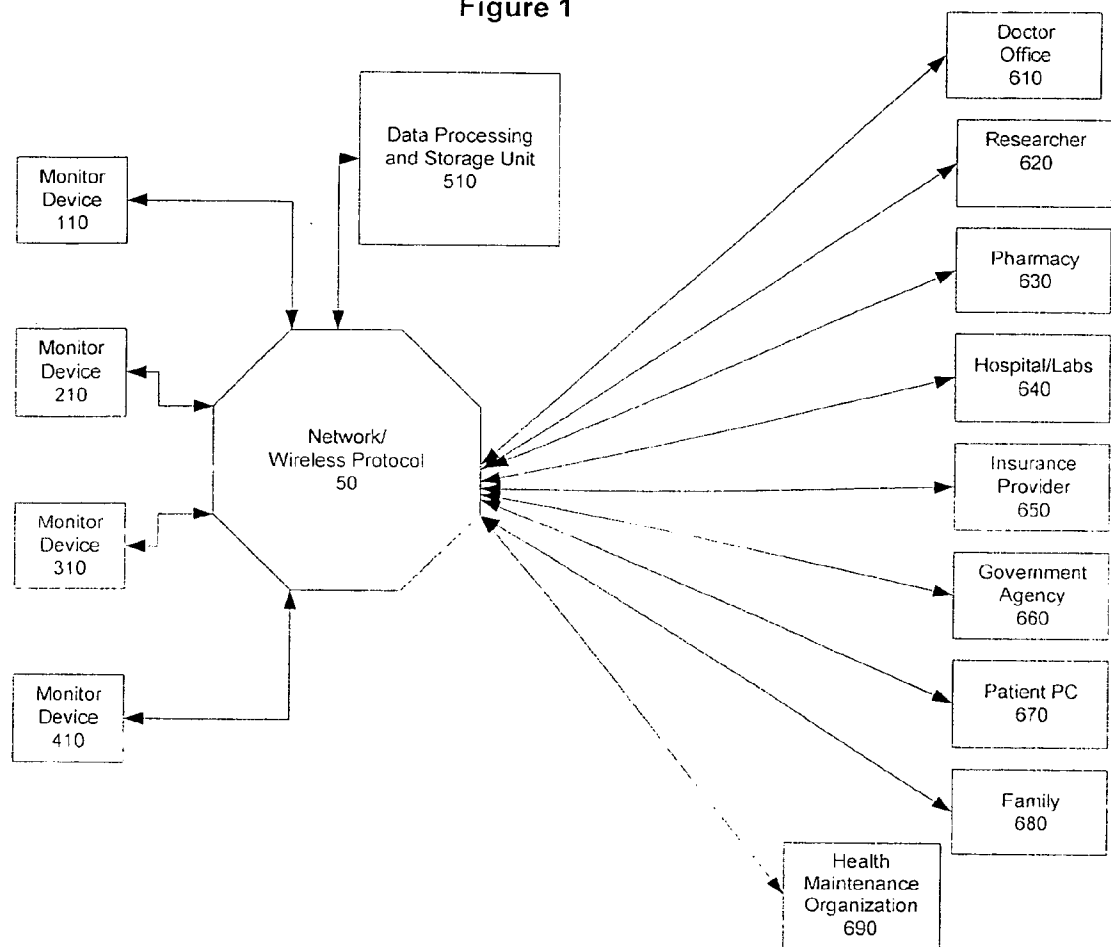 Figure 1
Doctor
Office
610
Data Processing
and Storage Unit
510
Researcher
620
Monitor
Device
110
Pharmacy
630
Monitor
Device
210
Hospital/Labs
640
Network/
Wireless Protocol
50
Insurance
Provider
650
Monitor
Device
310
Government
Agency
660
Monitor
Device
410
Patient PC
670
Family
680
Health
Maintenance
Organization
690